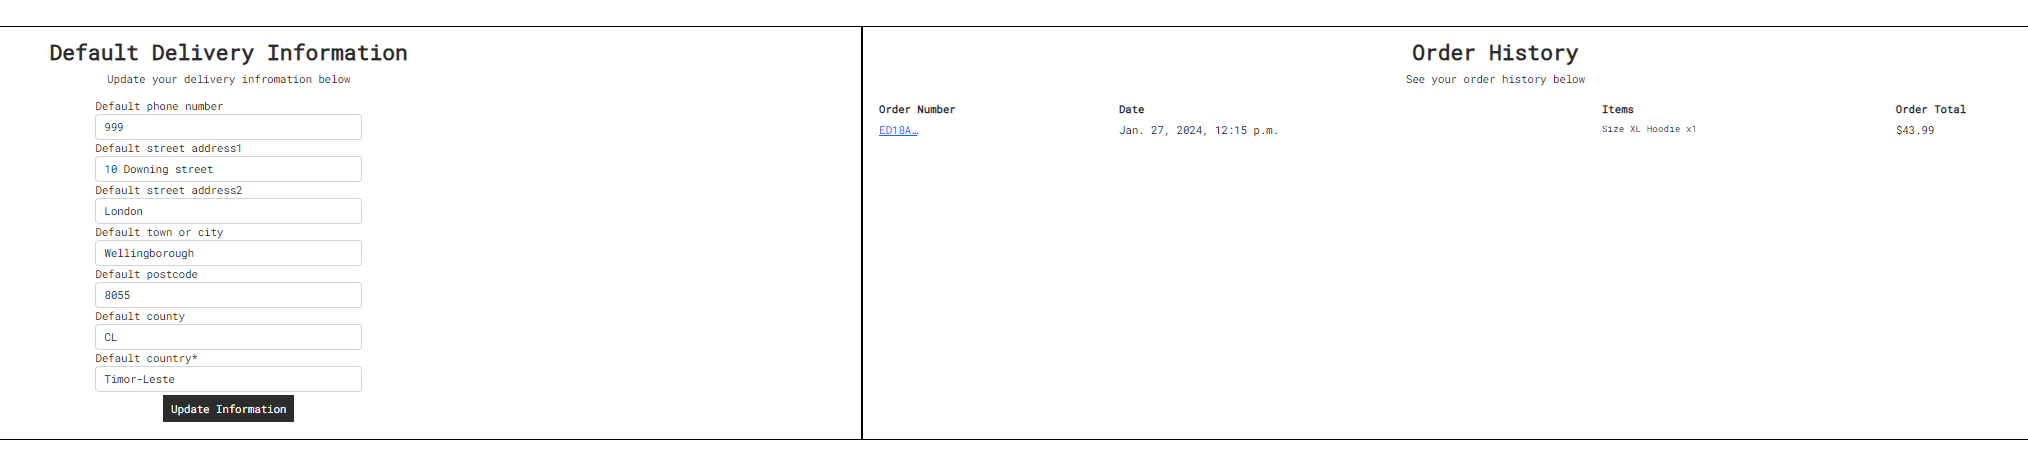 Default Delivery Information
Update your delivery infromation below
Default phone number
999
Default street address1
10 Downing street
Default street address2
London
Default town or city
Wellingborough
Default postcode
8055
Default county
CL
Default country*
Timor-Leste
Update Information
Order History
See your order history below
Order Number Date Items Order Total
ED18A… Jan. 27, 2024, 12:15 p.m. Size XL Hoodie x1 $43.99